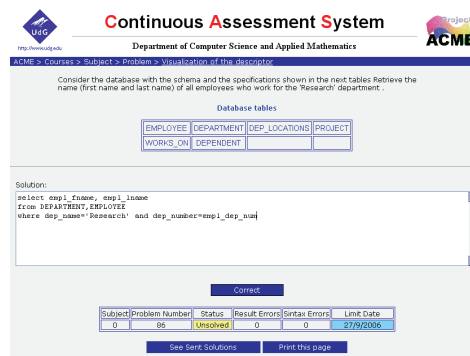 UdG
http://www.udg.edu
Continuous Assessment System
Department of Computer Science and Applied Mathematics
Project
ACME
ACME > Courses > Subject > Problem > Visualization of the descriptor
Consider the database with the schema and the specifications shown in the next tables Retrieve the
name (first name and last name) of all employees who work for the 'Research' department .
Database tables
EMPLOYEE DEPARTMENT DEP_LOCATIONS PROJECT
WORKS_ON DEPENDENT
Solution:
select empl_fname, empl_lname
from DEPARTMENT,EMPLOYEE
where dep_name='Research' and dep_number=empl_dep_num
Correct
Subject Problem Number Status Result Errors Sintax Errors Limit Date
0 86 Unsolved 0 0 27/9/2006
See Sent Solutions Print this page